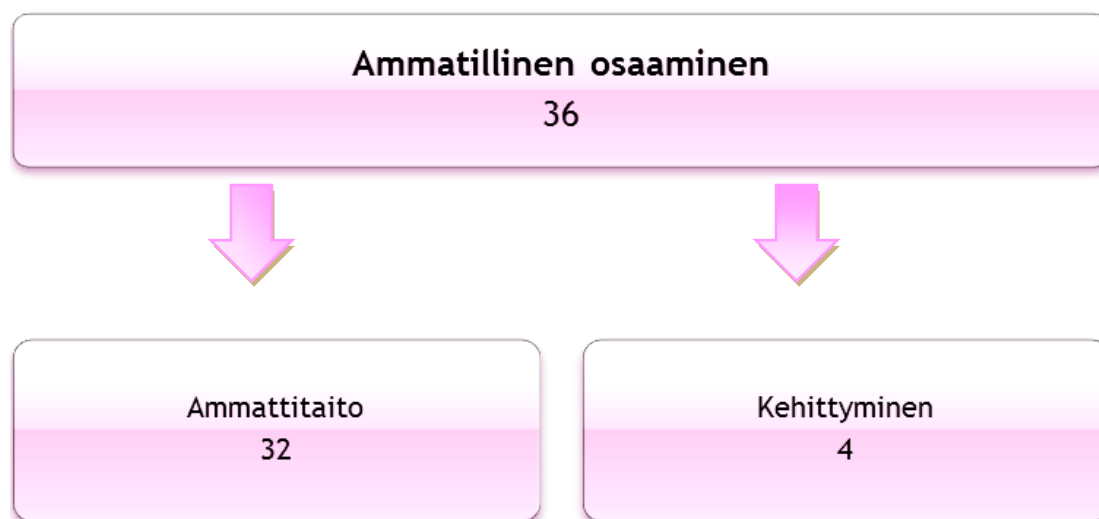 Ammatillinen osaaminen
36
Ammattitaito
32
Kehittyminen
4